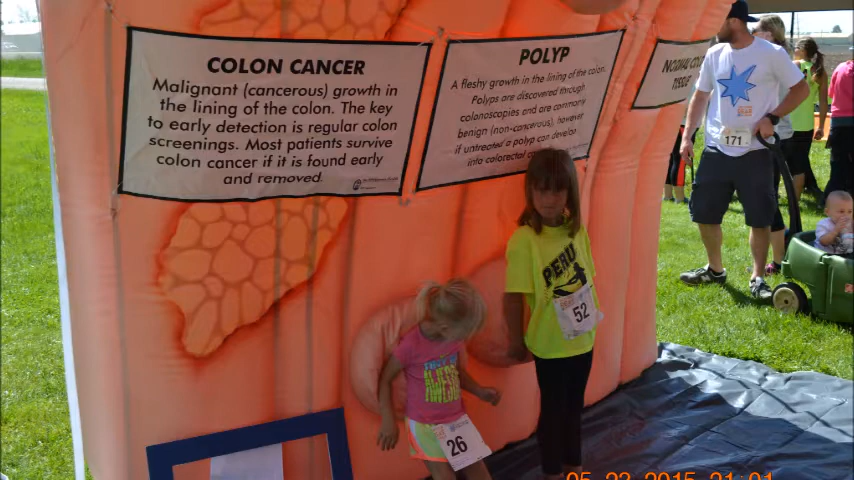 COLON CANCER
Malignant (cancerous) growth in
the lining of the colon. The key
to early detection is regular colon
screenings. Most patients survive
colon cancer if it is found early
and removed.
POLYP
A fleshy growth in the lining of the colon.
Polyps are discovered through
colonoscopies and are commonly
benign (non-cancerous), however
if untreated a polyp can develop
into colorectal
NORMAL
TISSUE
171
PERU
52
AWESOME
26
05 23 2015 21:01